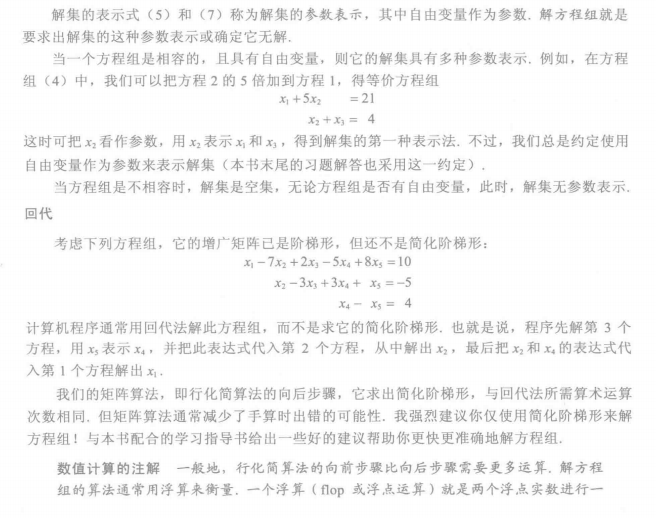 解集的表示式（5）和（7）称为解集的参数表示，其中自由变量作为参数. 解方程组就是
要求出解集的这种参数表示或确定它无解.
当一个方程组是相容的，且具有自由变量，则它的解集具有多种参数表示. 例如，在方程
组（4）中，我们可以把方程 2 的 5 倍加到方程 1，得等价方程组
x₁ + 5x₂ = 21
x₂ + x₃ = 4
这时可把 x₂ 看作参数，用 x₂ 表示 x₁ 和 x₃，得到解集的第一种表示法. 不过，我们总是约定使用
自由变量作为参数来表示解集（本书末尾的习题解答也采用这一约定）.
当方程组是不相容时，解集是空集，无论方程组是否有自由变量，此时，解集无参数表示.
回代
考虑下列方程组，它的增广矩阵已是阶梯形，但还不是简化阶梯形：
x₁ − 7x₂ + 2x₃ − 5x₄ + 8x₅ = 10
x₂ − 3x₃ + 3x₄ + x₅ = −5
x₄ − x₅ = 4
计算机程序通常用回代法解此方程组，而不是求它的简化阶梯形. 也就是说，程序先解第 3 个
方程，用 x₅ 表示 x₄，并把此表达式代入第 2 个方程，从中解出 x₂，最后把 x₂ 和 x₄ 的表达式代
入第 1 个方程解出 x₁.
我们的矩阵算法，即行化简算法的向后步骤，它求出简化阶梯形，与回代法所需算术运算
次数相同. 但矩阵算法通常减少了手算时出错的可能性. 我强烈建议你仅使用简化阶梯形来解
方程组！与本书配合的学习指导书给出一些好的建议帮助你更快更准确地解方程组.
数值计算的注解 一般地，行化简算法的向前步骤比向后步骤需要更多运算. 解方程
组的算法通常用浮算来衡量. 一个浮算（flop 或浮点运算）就是两个浮点实数进行一